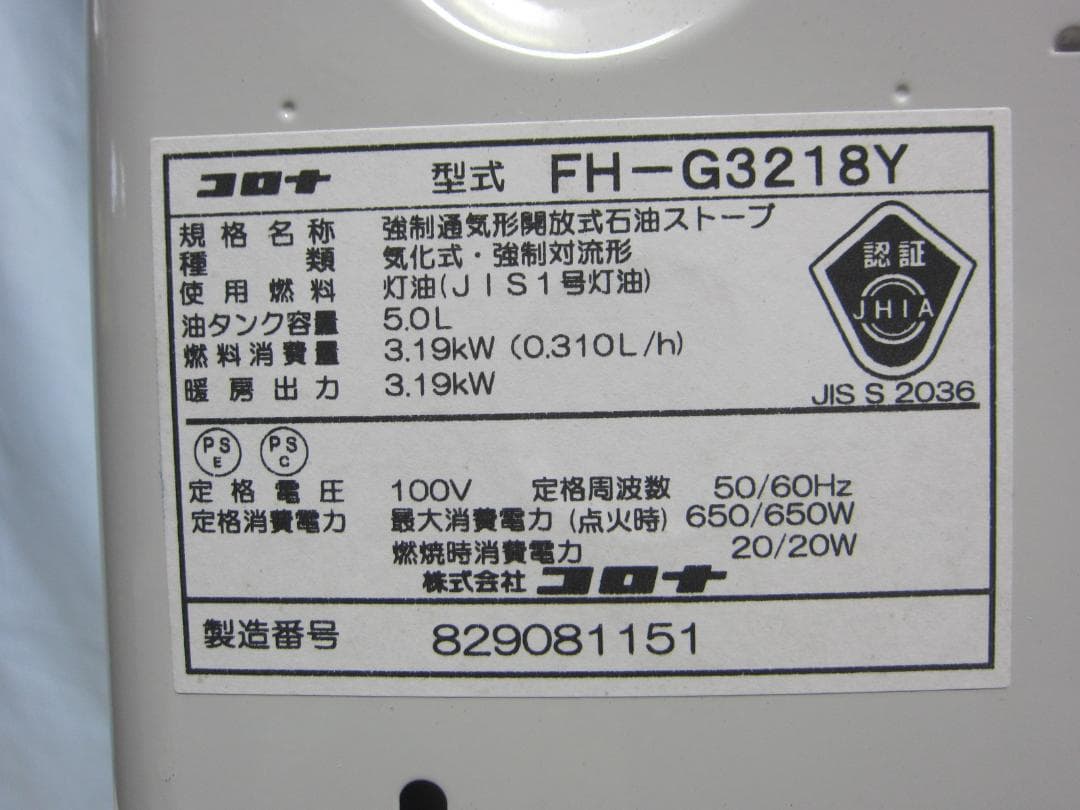 コロナ 型式 FH-G3218Y
規格名称 強制通気形開放式石油ストーブ
種類 気化式・強制対流形
使用燃料 灯油(JIS1号灯油)
油タンク容量 5.0L
燃料消費量 3.19kW (0.310L/h)
暖房出力 3.19kW
認証
JHIA
JIS S 2036
PS E PS C
定格電圧 100V 定格周波数 50/60Hz
定格消費電力 最大消費電力 (点火時) 650/650W
燃焼時消費電力 20/20W
株式会社 コロナ
製造番号 829081151